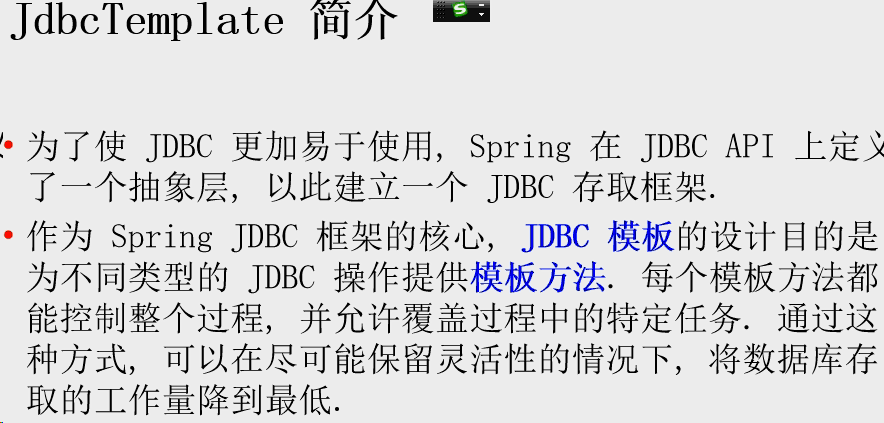 JdbcTemplate 简介
• 为了使 JDBC 更加易于使用, Spring 在 JDBC API 上定义
了一个抽象层, 以此建立一个 JDBC 存取框架.
• 作为 Spring JDBC 框架的核心, JDBC 模板的设计目的是
为不同类型的 JDBC 操作提供模板方法. 每个模板方法都
能控制整个过程, 并允许覆盖过程中的特定任务. 通过这
种方式, 可以在尽可能保留灵活性的情况下, 将数据库存
取的工作量降到最低.